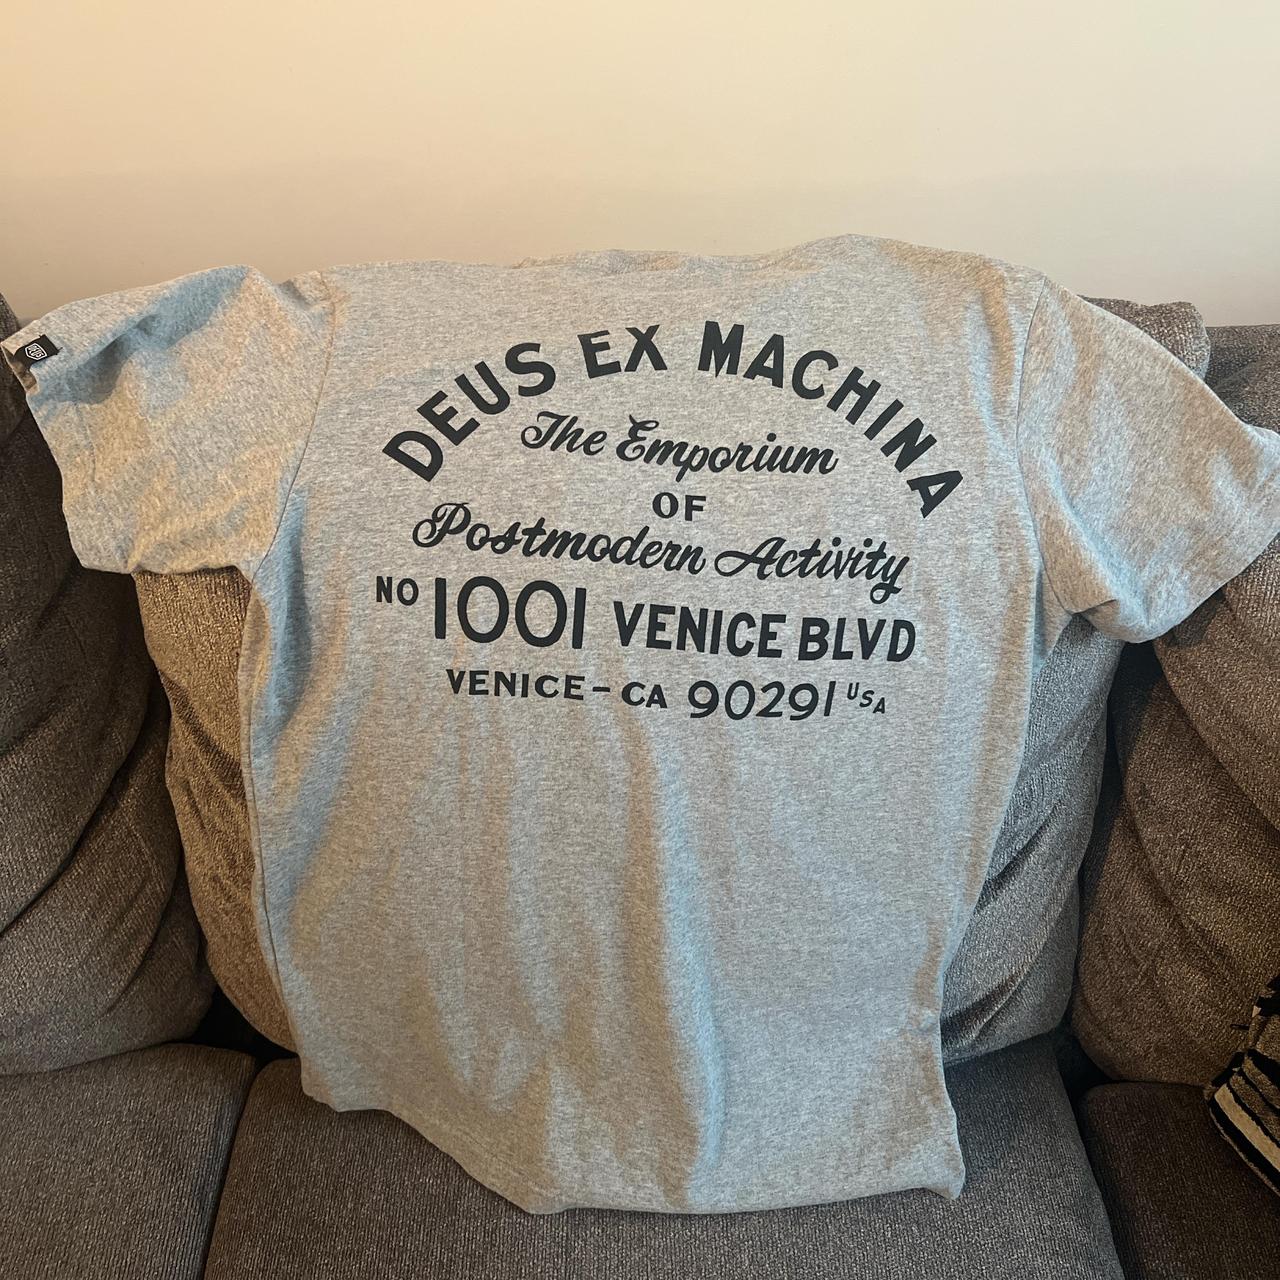 DEUS EX MACHINA
The Emporium
OF
Postmodern Activity
NO 1001 VENICE BLVD
VENICE - CA 90291 USA